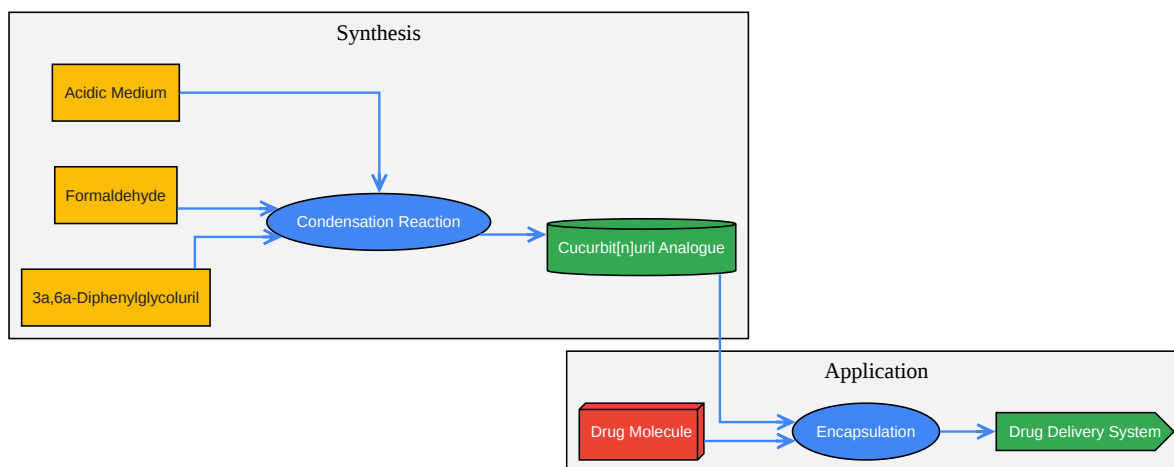 Synthesis
Acidic Medium
Formaldehyde
Condensation Reaction
Cucurbit[n]uril Analogue
3a,6a-Diphenylglycoluril
Application
Drug Molecule
Encapsulation
Drug Delivery System